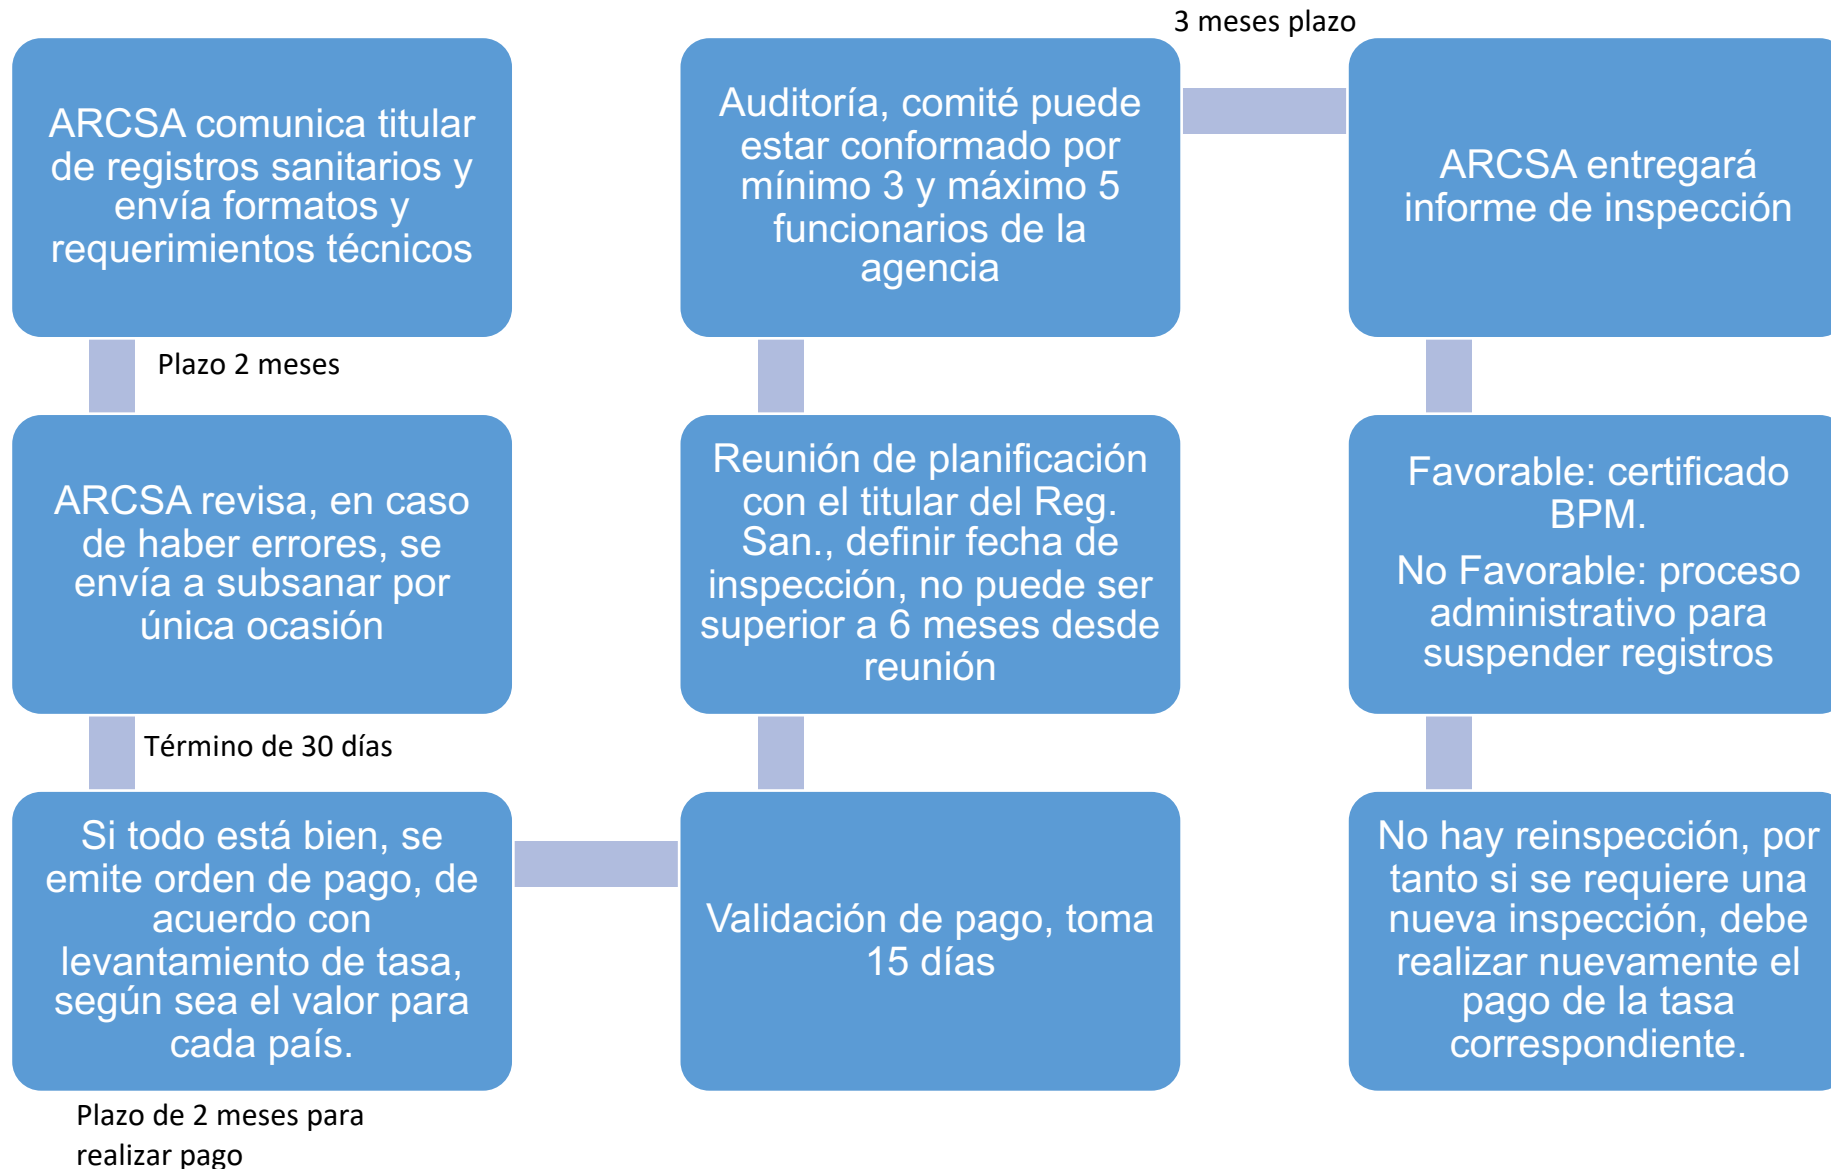 ARCSA comunica titular
de registros sanitarios y
envía formatos y
requerimientos técnicos
Plazo 2 meses
ARCSA revisa, en caso
de haber errores, se
envía a subsanar por
única ocasión
Término de 30 días
Si todo está bien, se
emite orden de pago, de
acuerdo con
levantamiento de tasa,
según sea el valor para
cada país.
Plazo de 2 meses para
realizar pago
Validación de pago, toma
15 días
Reunión de planificación
con el titular del Reg.
San., definir fecha de
inspección, no puede ser
superior a 6 meses desde
reunión
Auditoría, comité puede
estar conformado por
mínimo 3 y máximo 5
funcionarios de la
agencia
3 meses plazo
ARCSA entregará
informe de inspección
Favorable: certificado
BPM.
No Favorable: proceso
administrativo para
suspender registros
No hay reinspección, por
tanto si se requiere una
nueva inspección, debe
realizar nuevamente el
pago de la tasa
correspondiente.